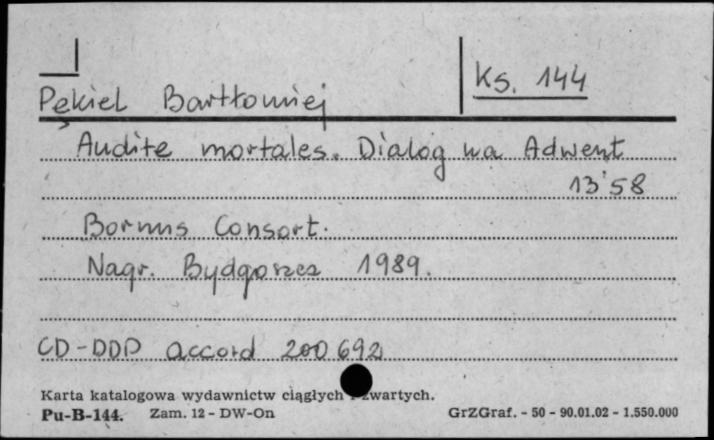 Ks. 144
Pękiel Bartłomiej
Audite mortales. Dialog na Adwent
13'58
Bornus Consort.
Nagr. Bydgoszcz 1989.
CD-DDD accord 200 692
Karta katalogowa wydawnictw ciągłych i zwartych.
Pu-B-144. Zam. 12 - DW-On GrZGraf. - 50 - 90.01.02 - 1.550.000